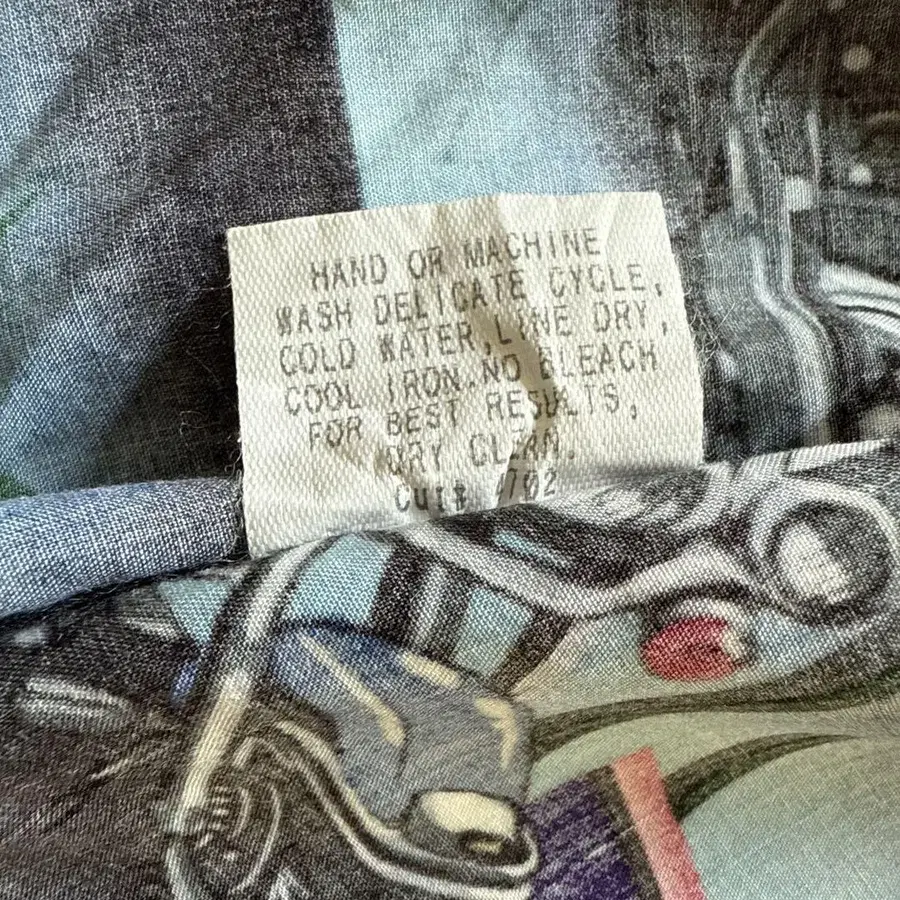 HAND OR MACHINE
WASH DELICATE CYCLE,
COLD WATER,LINE DRY,
COOL IRON.NO BLEACH
FOR BEST RESULTS,
DRY CLEAN.